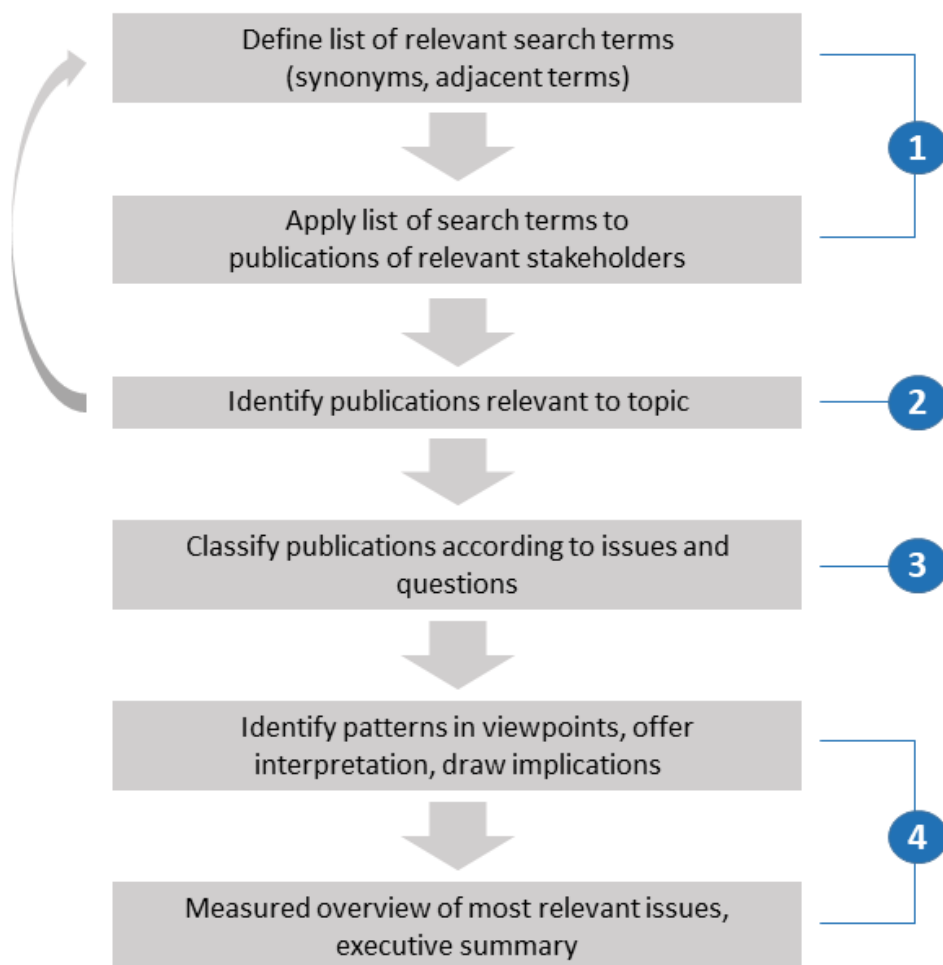 Define list of relevant search terms
(synonyms, adjacent terms)
1
Apply list of search terms to
publications of relevant stakeholders
Identify publications relevant to topic
2
Classify publications according to issues and
questions
3
Identify patterns in viewpoints, offer
interpretation, draw implications
4
Measured overview of most relevant issues,
executive summary